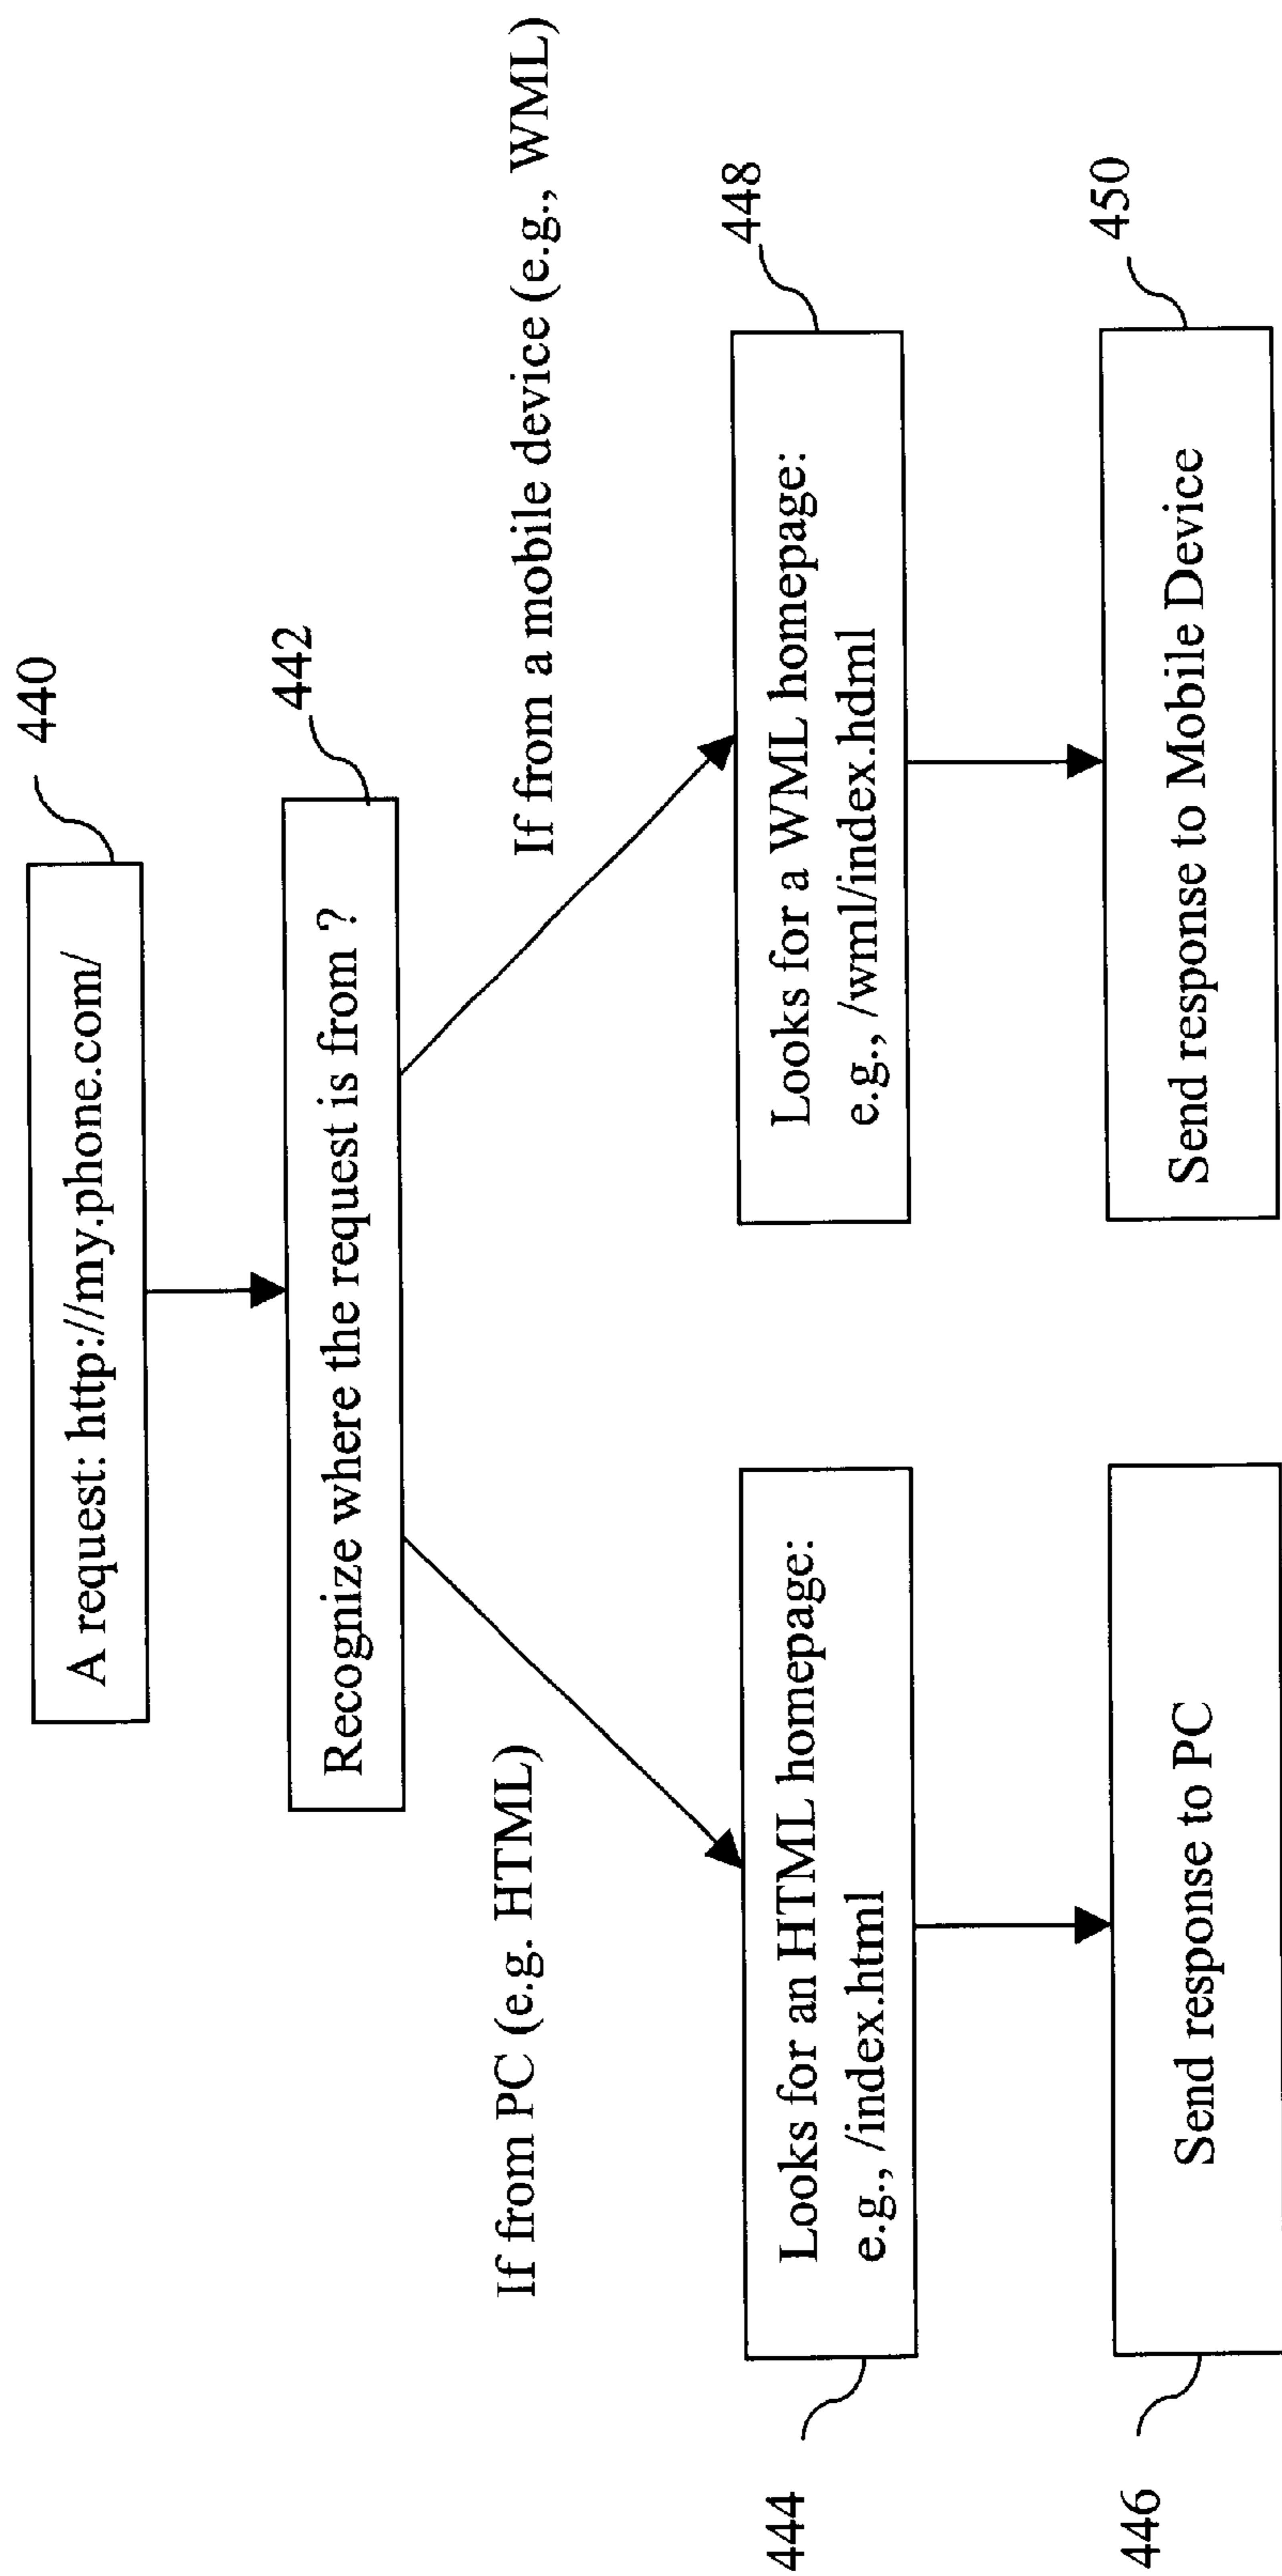 A request: http://my.phone.com/
440
Recognize where the request is from ?
442
If from PC (e.g. HTML)
If from a mobile device (e.g., WML)
Looks for an HTML homepage:
e.g., /index.html
444
Looks for a WML homepage:
e.g., /wml/index.hdml
448
Send response to PC
446
Send response to Mobile Device
450